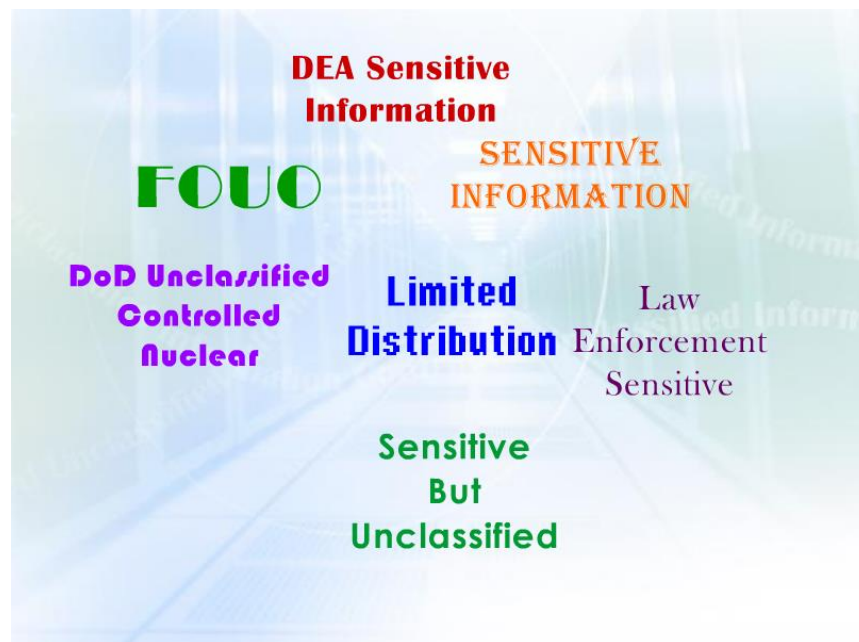 DEA Sensitive
Information
FOUO
SENSITIVE
INFORMATION
DoD Unclassified
Controlled
Nuclear
Limited
Distribution
Law
Enforcement
Sensitive
Sensitive
But
Unclassified